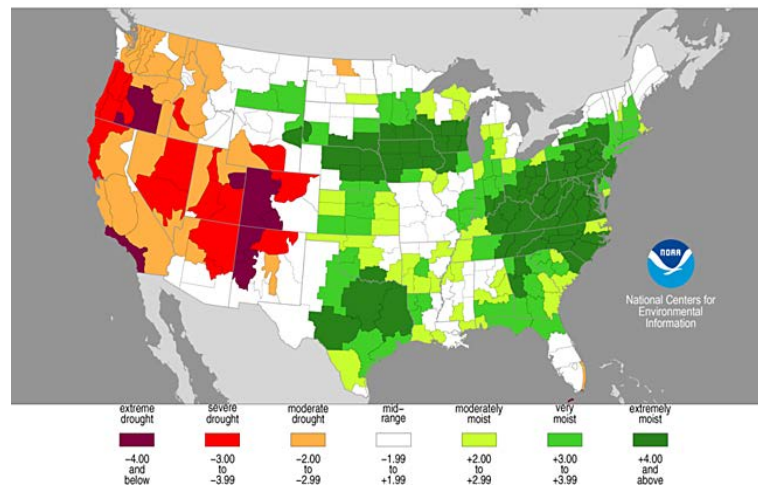 NOAA
National Centers for
Environmental
Information
extreme
drought
severe
drought
moderate
drought
mid-
range
moderately
moist
very
moist
extremely
moist
-4.00
and
below
-3.00
to
-3.99
-2.00
to
-2.99
-1.99
to
+1.99
+2.00
to
+2.99
+3.00
to
+3.99
+4.00
and
above